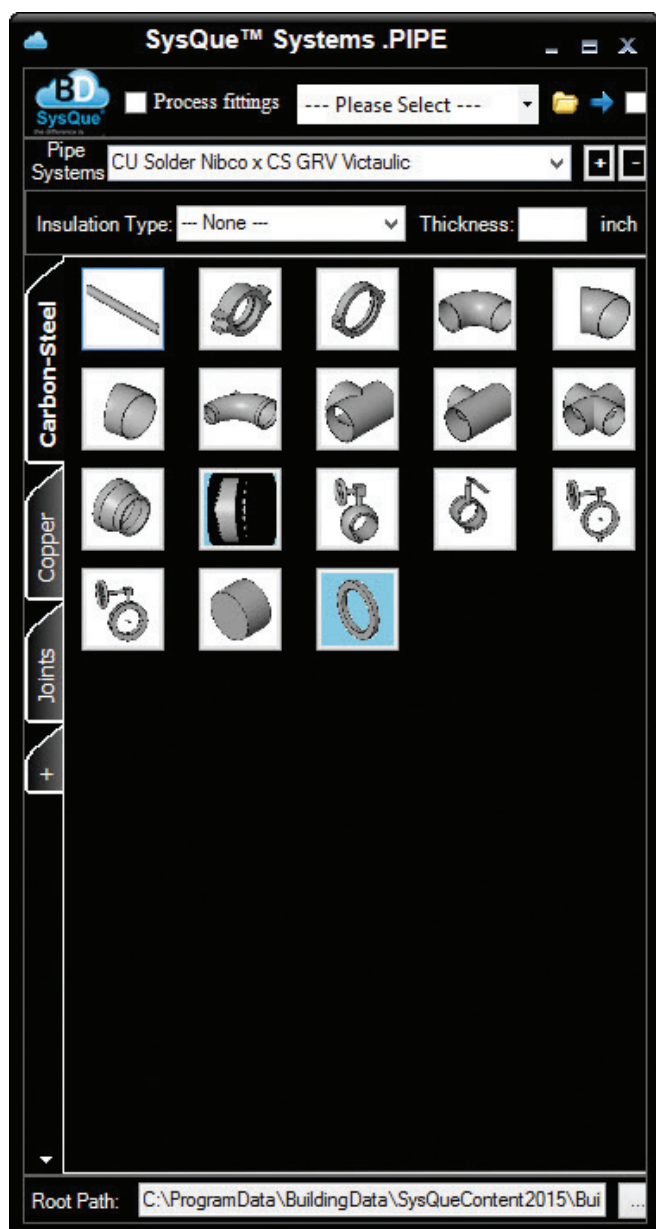 SysQue™ Systems .PIPE
BD
SysQue®
Process fittings
--- Please Select ---
Pipe
Systems
CU Solder Nibco x CS GRV Victaulic
+
-
Insulation Type:
--- None ---
Thickness:
inch
Carbon-Steel
Copper
Joints
+
Root Path:
C:\ProgramData\BuildingData\SysQueContent2015\Bui
...